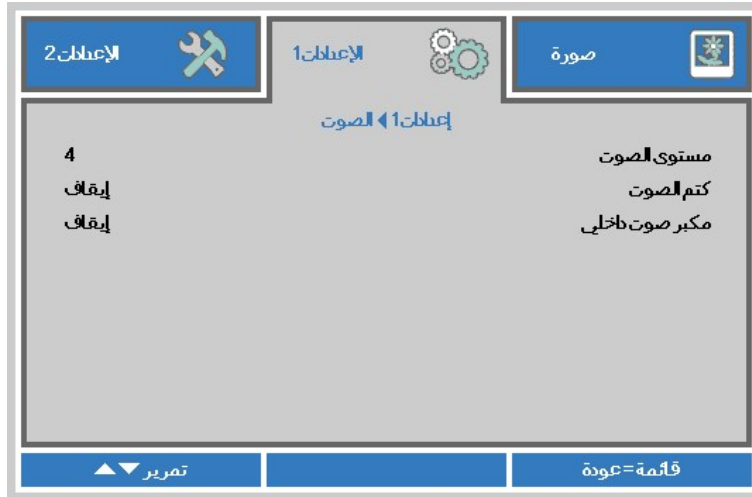 صورة
الإعدادات1
الإعدادات2
إعدادات1 الصوت
مستوى الصوت 4
كتم الصوت إيقاف
مكبر صوت داخلي إيقاف
قائمة=عودة
تمرير